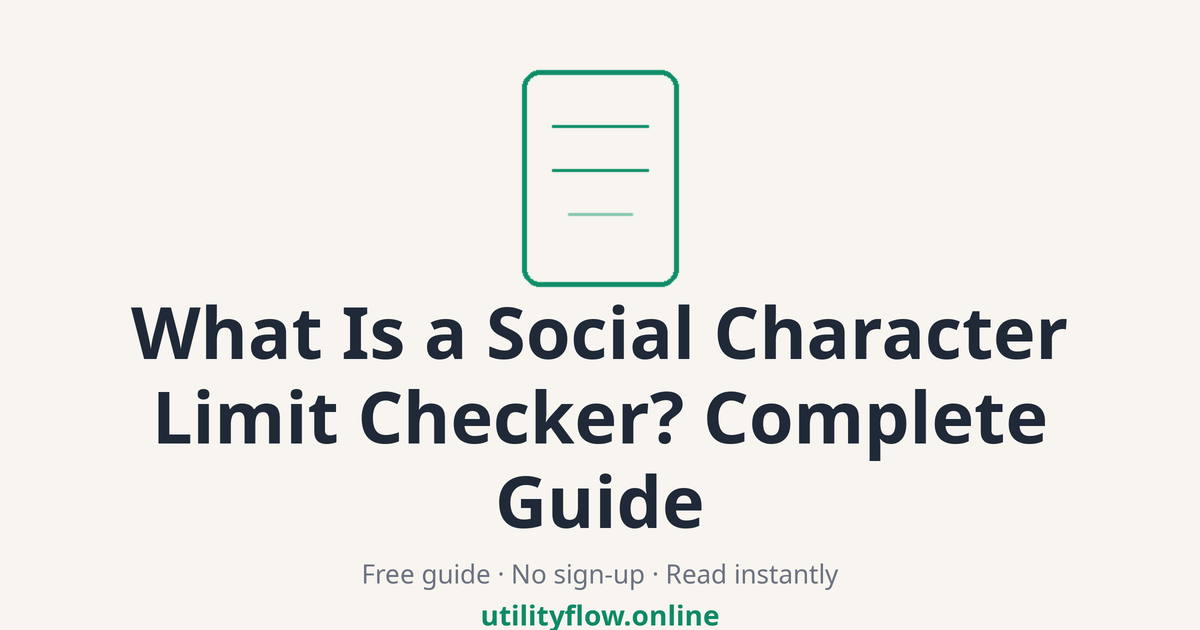 What Is a Social Character
Limit Checker? Complete
Guide
Free guide · No sign-up · Read instantly
utilityflow.online